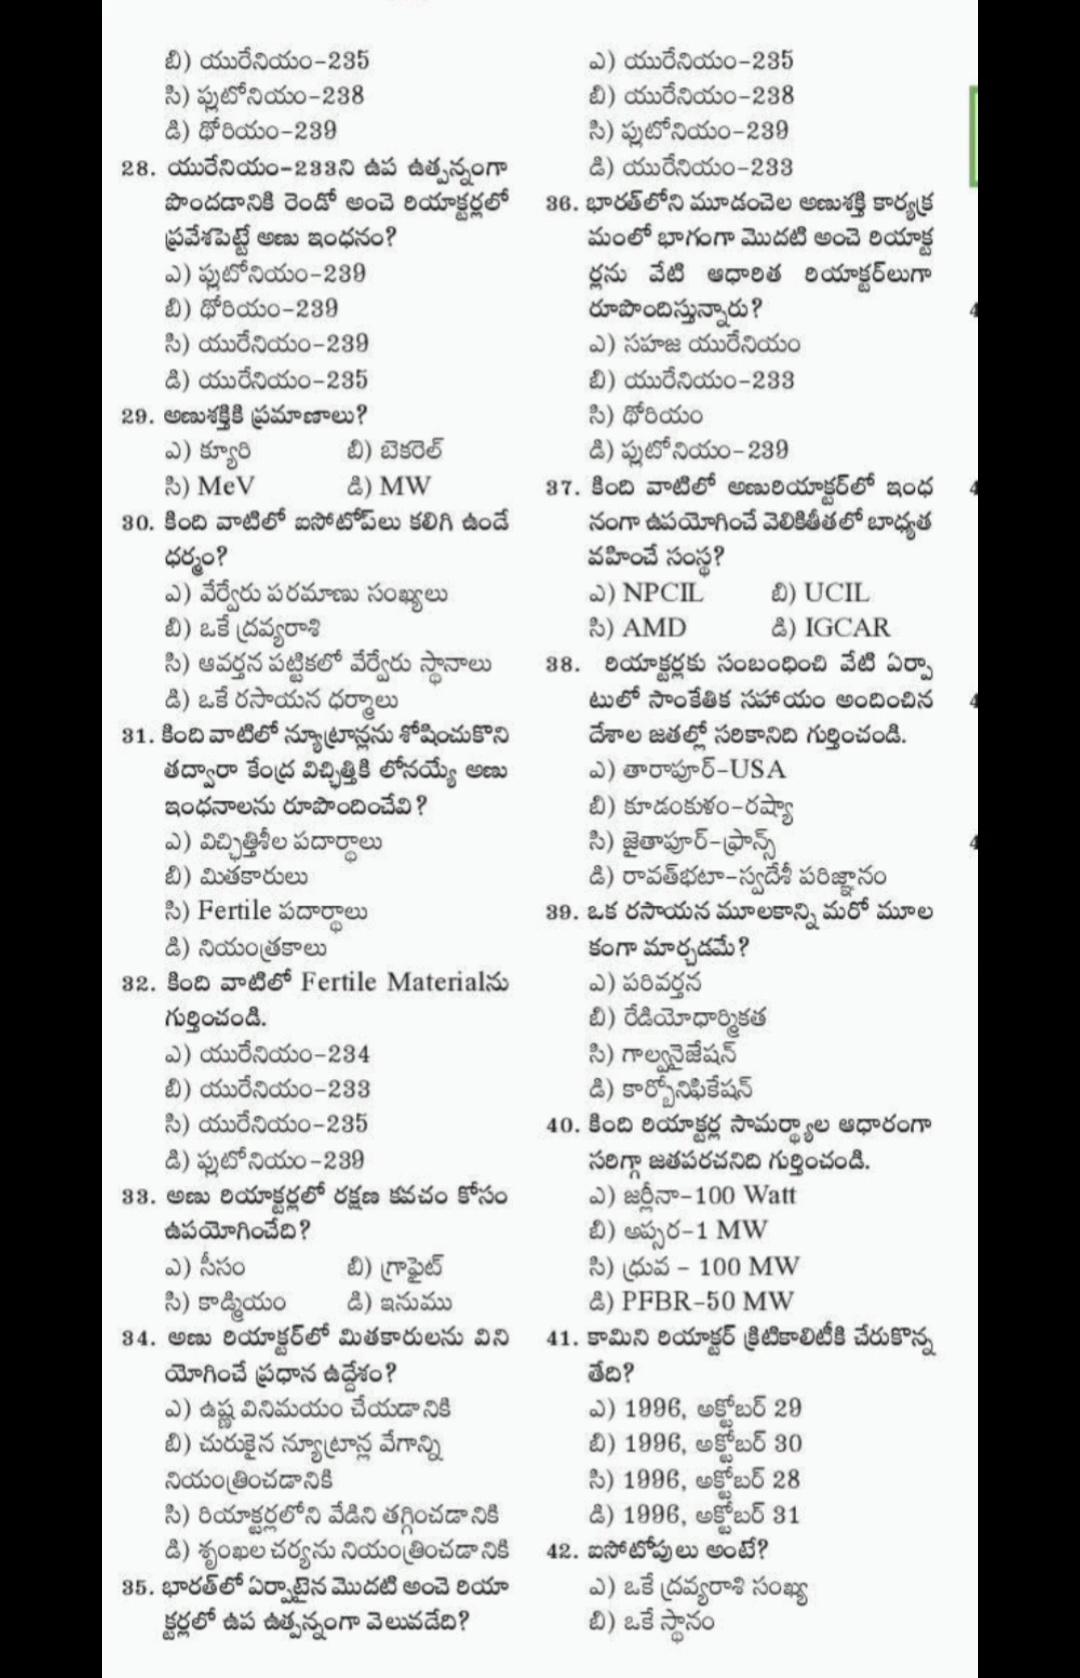 బి) యురేనియం-235
సి) ప్లుటోనియం-238
డి) థోరియం-239
28. యురేనియం-233ని ఉప ఉత్పన్నంగా
పొందడానికి రెండో అంచె రియాక్టర్లలో
ప్రవేశపెట్టే అణు ఇంధనం?
ఎ) ప్లుటోనియం-239
బి) థోరియం-239
సి) యురేనియం-239
డి) యురేనియం-235
29. అణుశక్తికి ప్రమాణాలు?
ఎ) క్యూరి బి) బెకరెల్
సి) MeV డి) MW
30. కింది వాటిలో ఐసోటోప్‌లు కలిగి ఉండే
ధర్మం?
ఎ) వేర్వేరు పరమాణు సంఖ్యలు
బి) ఒకే ద్రవ్యరాశి
సి) ఆవర్తన పట్టికలో వేర్వేరు స్థానాలు
డి) ఒకే రసాయన ధర్మాలు
31. కింది వాటిలో న్యూట్రాన్లను శోషించుకొని
తద్వారా కేంద్ర విచ్ఛిత్తికి లోనయ్యే అణు
ఇంధనాలను రూపొందించేవి?
ఎ) విచ్ఛిత్తిశీల పదార్థాలు
బి) మితకారులు
సి) Fertile పదార్థాలు
డి) నియంత్రకాలు
32. కింది వాటిలో Fertile Materialను
గుర్తించండి.
ఎ) యురేనియం-234
బి) యురేనియం-233
సి) యురేనియం-235
డి) ప్లుటోనియం-239
33. అణు రియాక్టర్లలో రక్షణ కవచం కోసం
ఉపయోగించేది?
ఎ) సీసం బి) గ్రాఫైట్
సి) కాడ్మియం డి) ఇనుము
34. అణు రియాక్టర్‌లో మితకారులను విని
యోగించే ప్రధాన ఉద్దేశం?
ఎ) ఉష్ణ వినిమయం చేయడానికి
బి) చురుకైన న్యూట్రాన్ల వేగాన్ని
నియంత్రించడానికి
సి) రియాక్టర్లలోని వేడిని తగ్గించడానికి
డి) శృంఖల చర్యను నియంత్రించడానికి
35. భారత్‌లో ఏర్పాటైన మొదటి అంచె రియా
క్టర్లలో ఉప ఉత్పన్నంగా వెలువడేది?
ఎ) యురేనియం-235
బి) యురేనియం-238
సి) ప్లుటోనియం-239
డి) యురేనియం-233
36. భారత్‌లోని మూడంచెల అణుశక్తి కార్యక్ర
మంలో భాగంగా మొదటి అంచె రియాక్ట
ర్లను వేటి ఆధారిత రియాక్టర్‌లుగా
రూపొందిస్తున్నారు?
ఎ) సహజ యురేనియం
బి) యురేనియం-233
సి) థోరియం
డి) ప్లుటోనియం-239
37. కింది వాటిలో అణురియాక్టర్‌లో ఇంధ
నంగా ఉపయోగించే వెలికితీతలో బాధ్యత
వహించే సంస్థ?
ఎ) NPCIL బి) UCIL
సి) AMD డి) IGCAR
38. రియాక్టర్లకు సంబంధించి వేటి ఏర్పా
టులో సాంకేతిక సహాయం అందించిన
దేశాల జతల్లో సరికానిది గుర్తించండి.
ఎ) తారాపూర్-USA
బి) కూడంకుళం-రష్యా
సి) జైతాపూర్-ఫ్రాన్స్
డి) రావత్‌భటా-స్వదేశీ పరిజ్ఞానం
39. ఒక రసాయన మూలకాన్ని మరో మూల
కంగా మార్చడమే?
ఎ) పరివర్తన
బి) రేడియోధార్మికత
సి) గాల్వనైజేషన్
డి) కార్బోనిఫికేషన్
40. కింది రియాక్టర్ల సామర్థ్యాల ఆధారంగా
సరిగ్గా జతపరచనిది గుర్తించండి.
ఎ) జర్లీనా-100 Watt
బి) అప్సర-1 MW
సి) ధ్రువ - 100 MW
డి) PFBR-50 MW
41. కామిని రియాక్టర్ క్రిటికాలిటీకి చేరుకొన్న
తేది?
ఎ) 1996, అక్టోబర్ 29
బి) 1996, అక్టోబర్ 30
సి) 1996, అక్టోబర్ 28
డి) 1996, అక్టోబర్ 31
42. ఐసోటోపులు అంటే?
ఎ) ఒకే ద్రవ్యరాశి సంఖ్య
బి) ఒకే స్థానం